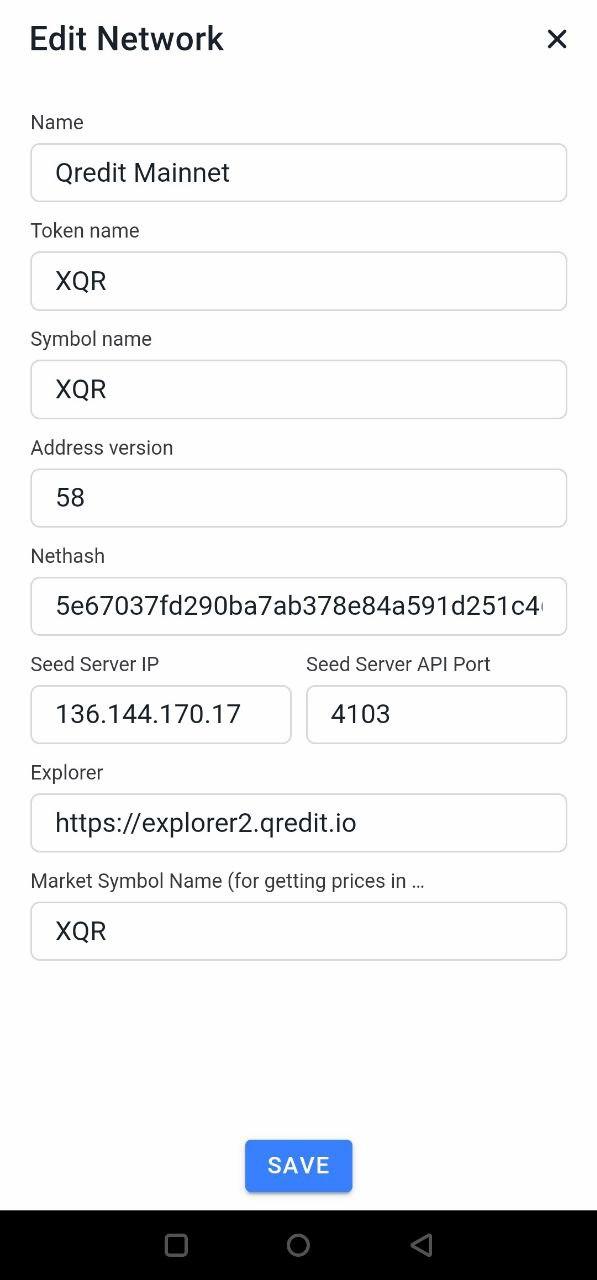 Edit Network
Name
Qredit Mainnet
Token name
XQR
Symbol name
XQR
Address version
58
Nethash
5e67037fd290ba7ab378e84a591d251c4
Seed Server IP Seed Server API Port
136.144.170.17 4103
Explorer
https://explorer2.qredit.io
Market Symbol Name (for getting prices in ...
XQR
SAVE